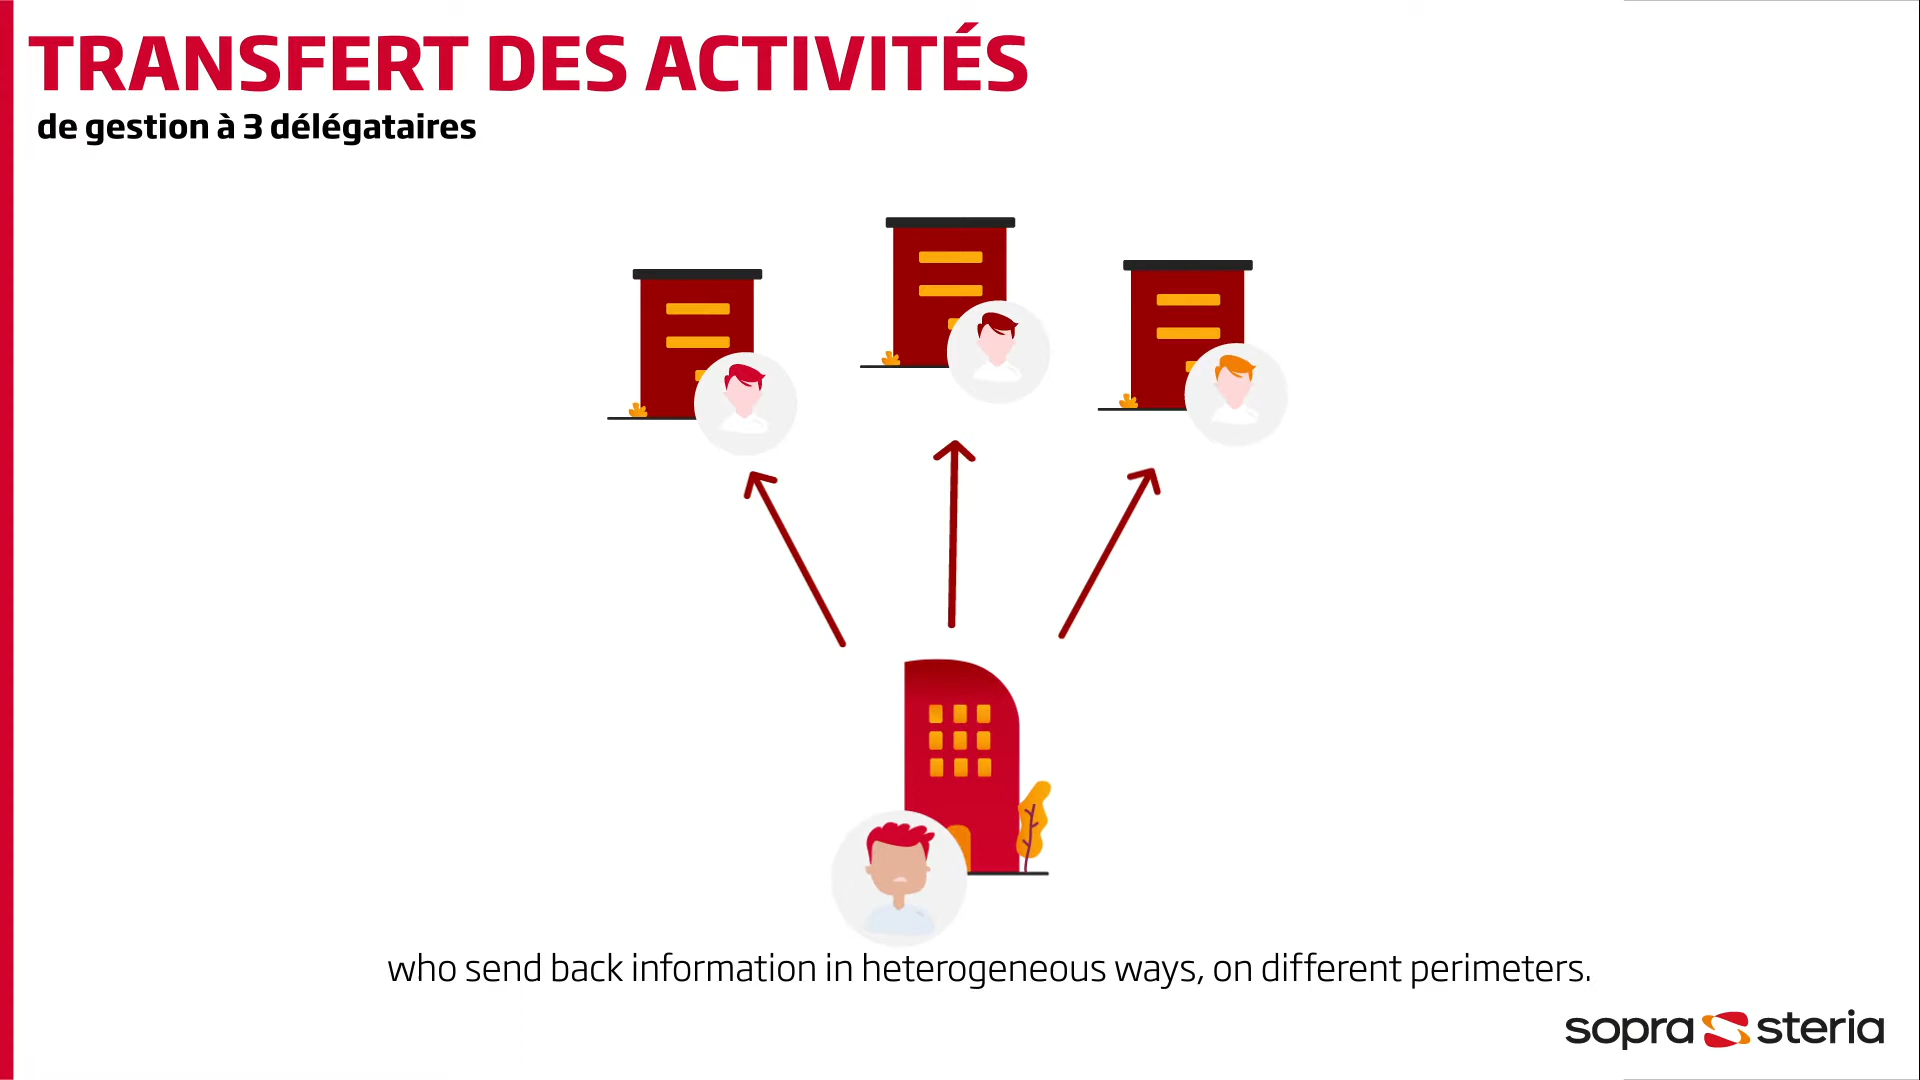 TRANSFERT DES ACTIVITÉS
de gestion à 3 délégataires
who send back information in heterogeneous ways, on different perimeters.
sopra steria